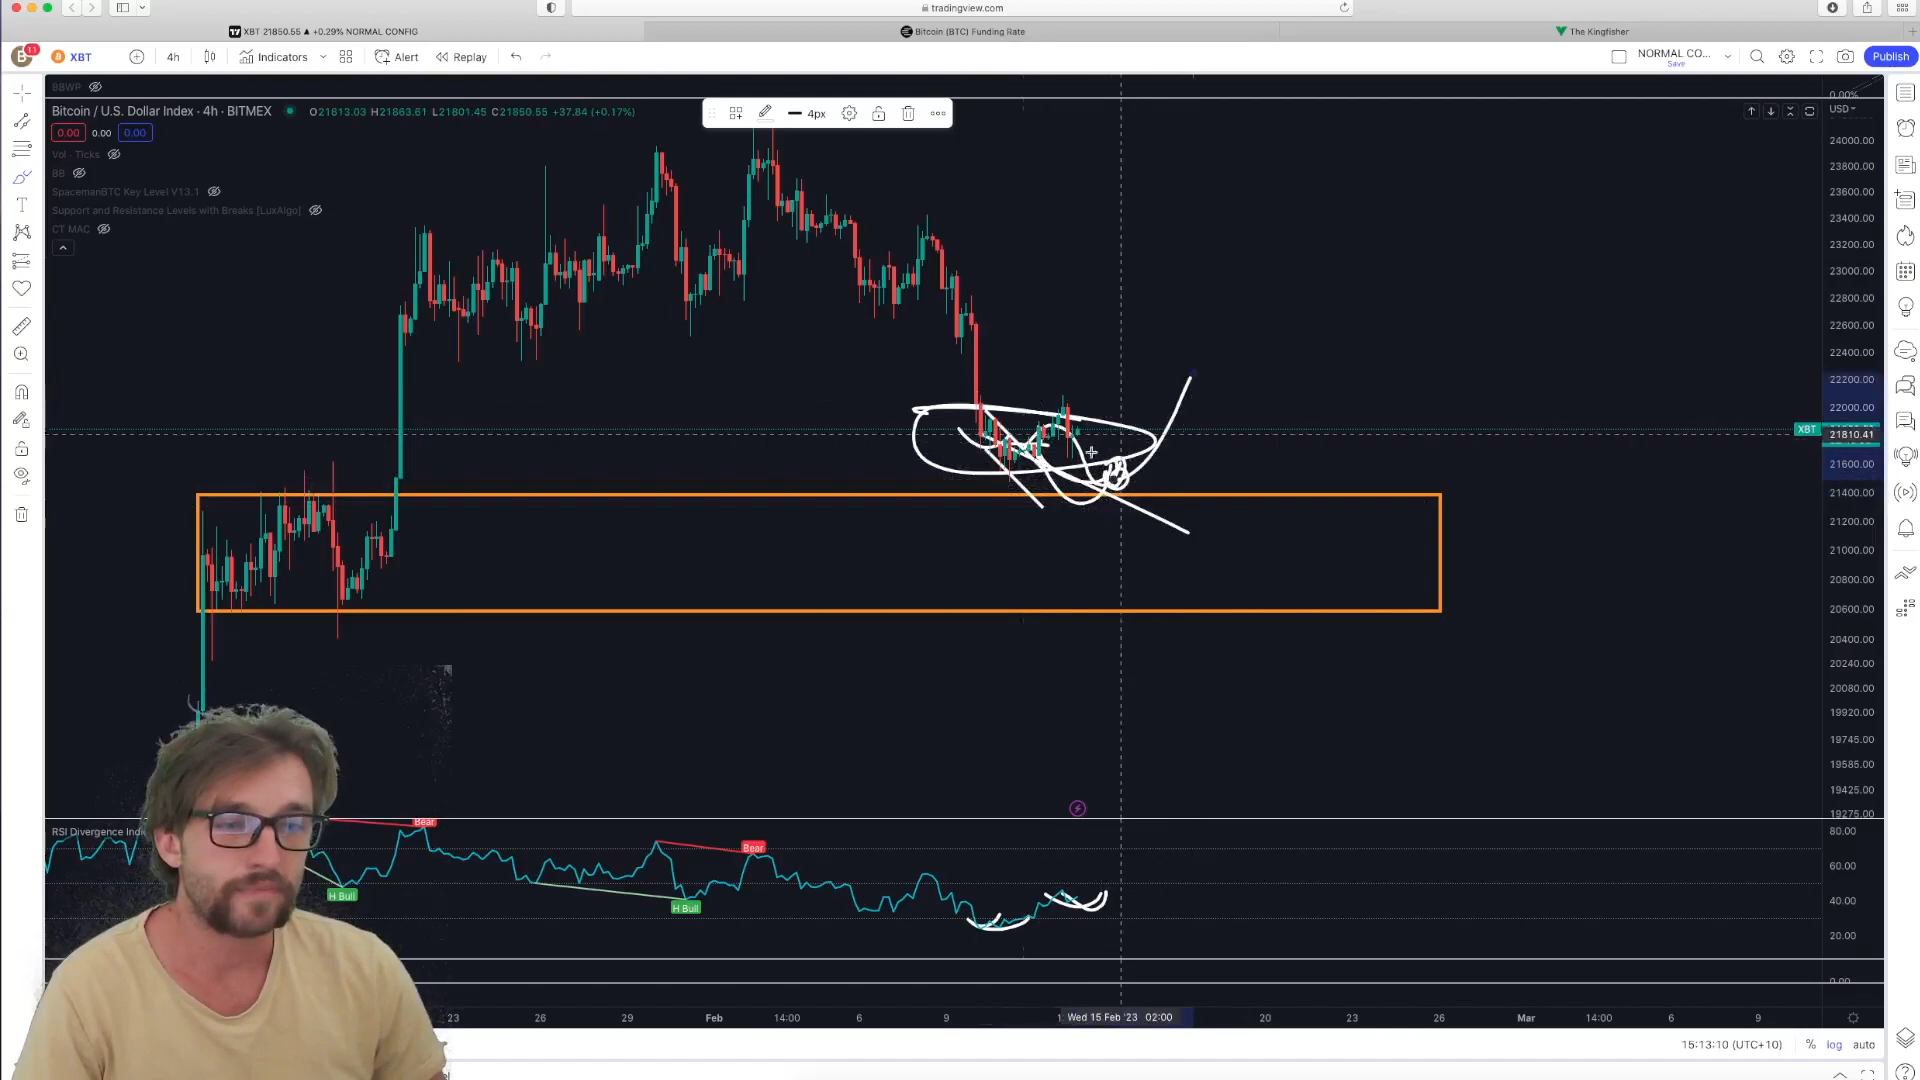 tradingview.com
XBT 21850.55 ▲ +0.29% NORMAL CONFIG
Bitcoin (BTC) Funding Rate
The Kingfisher
11
XBT
4h
Indicators
Alert
Replay
NORMAL CO...
Save
Publish
BBWP
Bitcoin / U.S. Dollar Index · 4h · BITMEX
O21813.03 H21863.61 L21801.45 C21850.55 +37.84 (+0.17%)
0.00 0.00 0.00
Vol · Ticks
BB
SpacemanBTC Key Level V13.1
Support and Resistance Levels with Breaks [LuxAlgo]
CT MAC
4px
0.00%
USD
24000.00
23800.00
23600.00
23400.00
23200.00
23000.00
22800.00
22600.00
22400.00
22200.00
22000.00
XBT
21810.41
21600.00
21400.00
21200.00
21000.00
20800.00
20600.00
20400.00
20240.00
20080.00
19920.00
19745.00
19585.00
19425.00
19275.00
RSI Divergence Indi
Bear
H Bull
Bear
H Bull
80.00
60.00
40.00
20.00
0.00
23 26 29 Feb 14:00 6 9 Wed 15 Feb '23 02:00 20 23 26 Mar 14:00 6 9
15:13:10 (UTC+10) % log auto